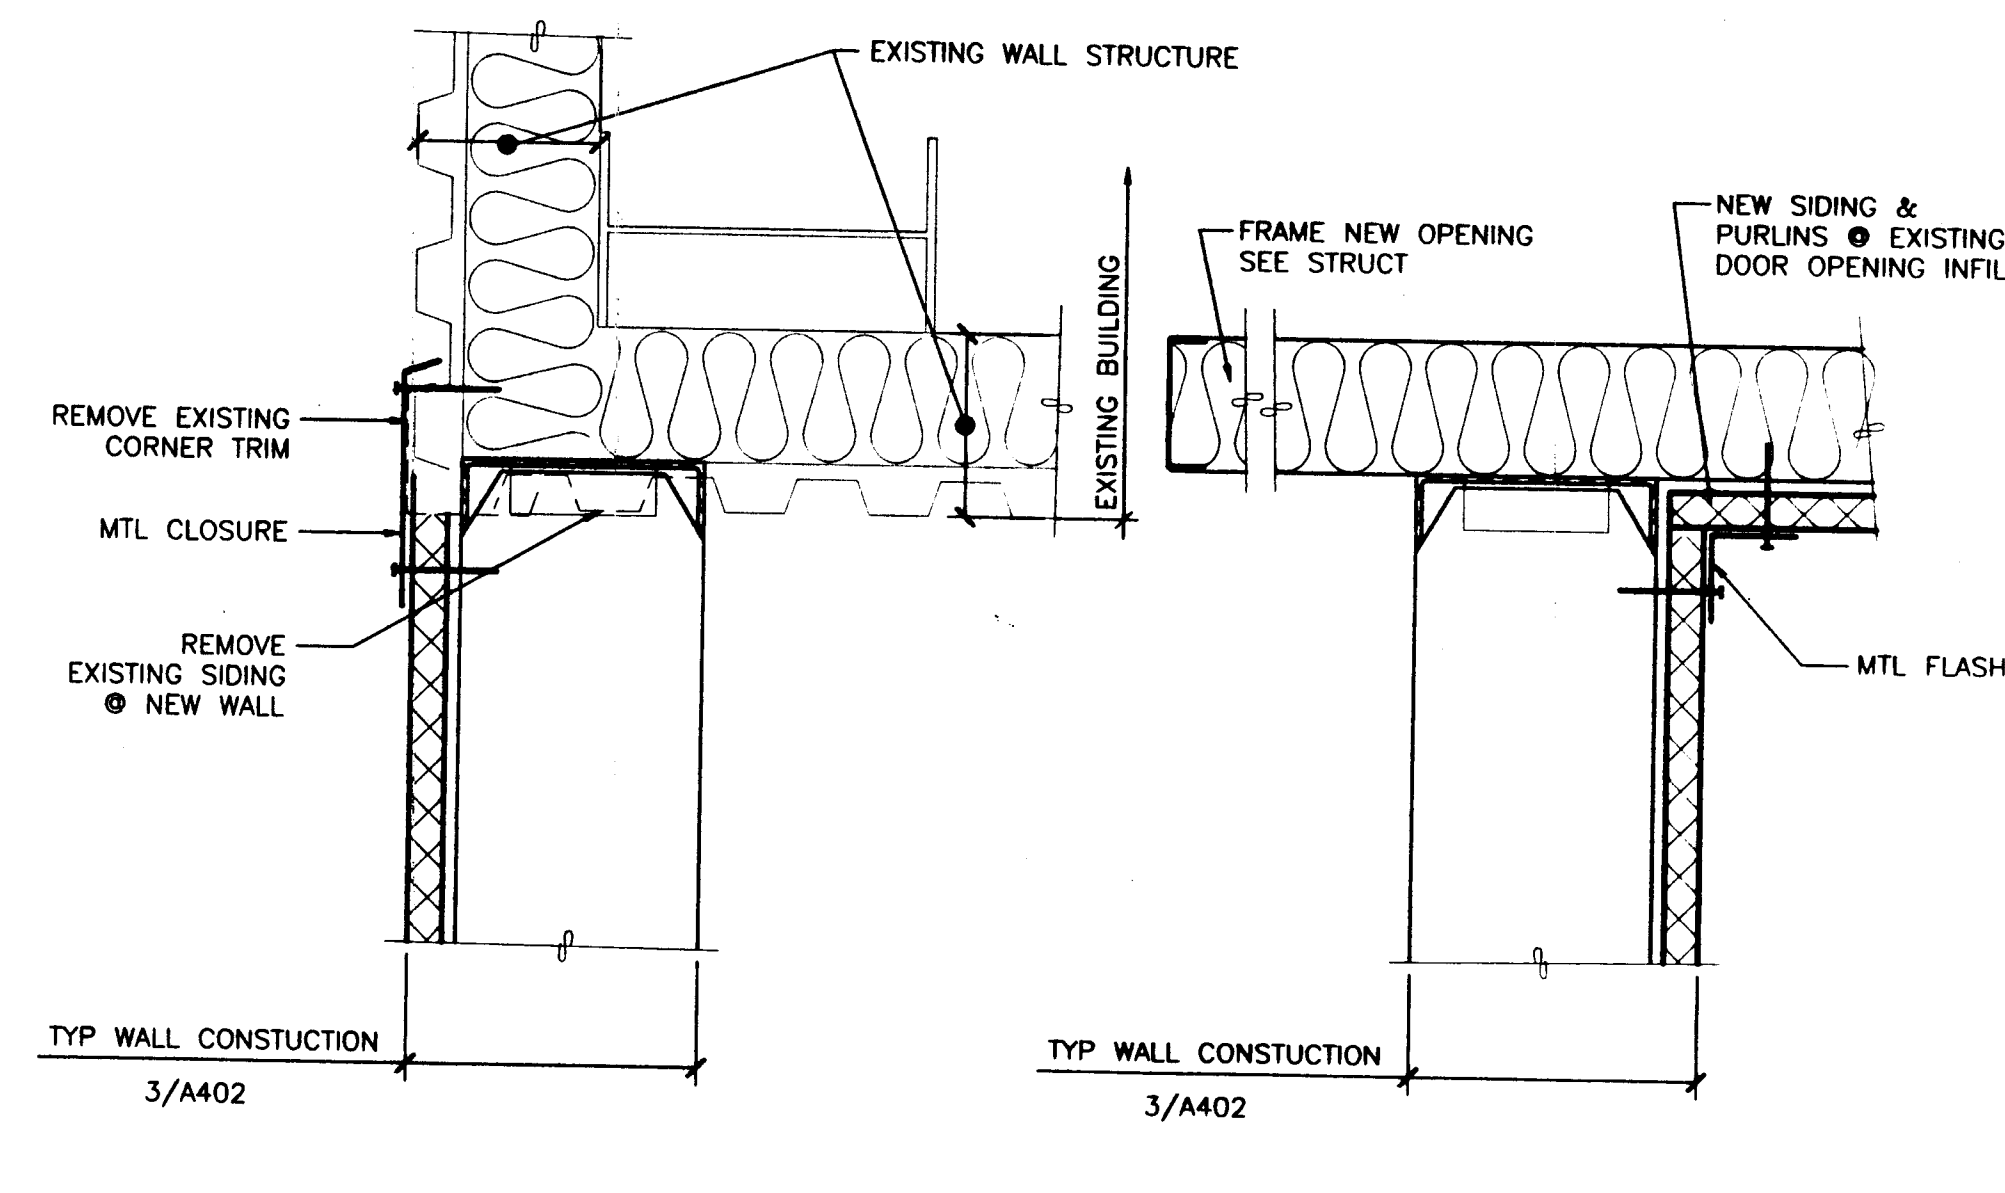 EXISTING WALL STRUCTURE
REMOVE EXISTING
CORNER TRIM
MTL CLOSURE
REMOVE
EXISTING SIDING
@ NEW WALL
EXISTING BUILDING
TYP WALL CONSTUCTION
3/A402
FRAME NEW OPENING
SEE STRUCT
NEW SIDING &
PURLINS @ EXISTING
DOOR OPENING INFIL
MTL FLASH
TYP WALL CONSTUCTION
3/A402